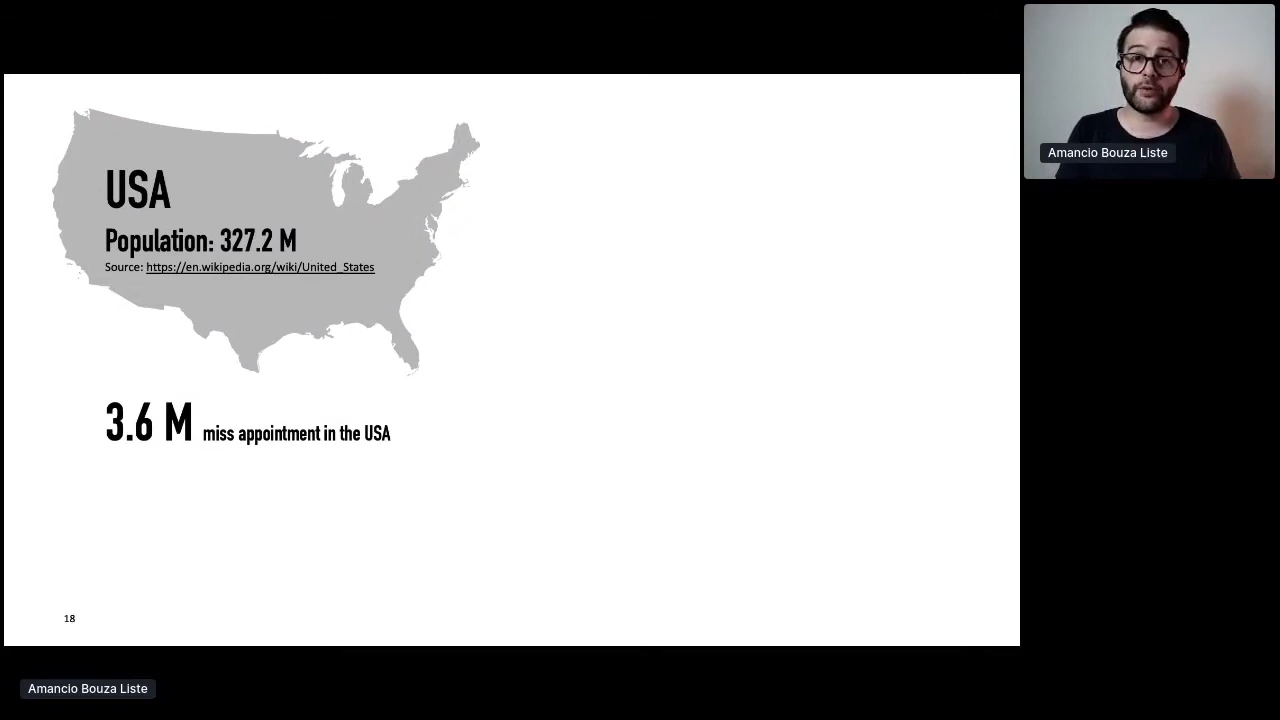 USA
Population: 327.2 M
Source: https://en.wikipedia.org/wiki/United_States
3.6 M miss appointment in the USA
18
Amancio Bouza Liste
Amancio Bouza Liste